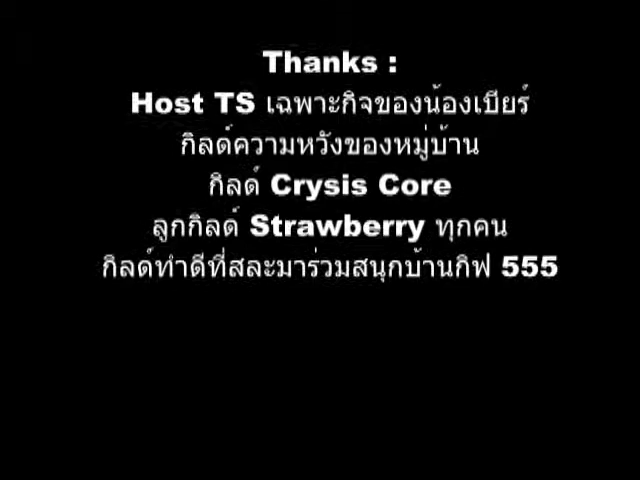 Thanks :
Host TS เฉพาะกิจของน้องเบียร์
กิลด์ความหวังของหมู่บ้าน
กิลด์ Crysis Core
ลูกกิลด์ Strawberry ทุกคน
กิลด์ทำดีที่สละมาร่วมสนุกบ้านกิฟ 555